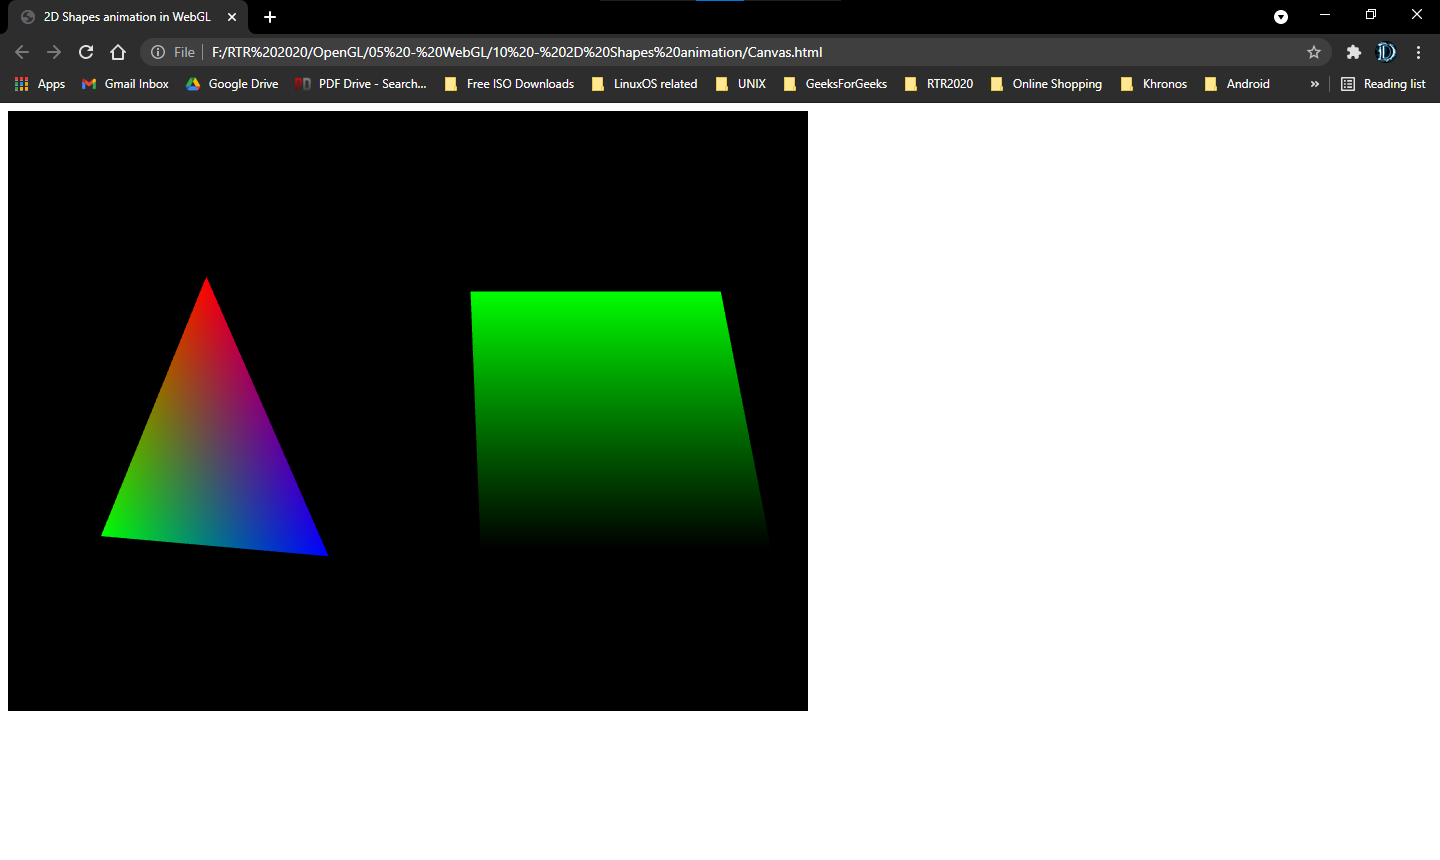 2D Shapes animation in WebGL
File F:/RTR%202020/OpenGL/05%20-%20WebGL/10%20-%202D%20Shapes%20animation/Canvas.html
Apps Gmail Inbox Google Drive PDF Drive - Search... Free ISO Downloads LinuxOS related UNIX GeeksForGeeks RTR2020 Online Shopping Khronos Android » Reading list